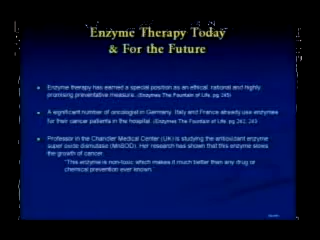 Enzyme Therapy Today
& For the Future
Enzyme therapy has earned a special position as an ethical, rational and highly
promising preventative measure. (Enzymes The Fountain of Life, pg. 245)
A significant number of oncologist in Germany, Italy and France already use enzymes
for their cancer patients in the hospital. (Enzymes The Fountain of Life, pg. 262, 263
Professor in the Chandler Medical Center (UK) is studying the antioxidant enzyme
super oxide dismutase (MnSOD). Her research has shown that this enzyme slows
the growth of cancer.
"This enzyme is non-toxic which makes it much better then any drug or
chemical prevention ever known."